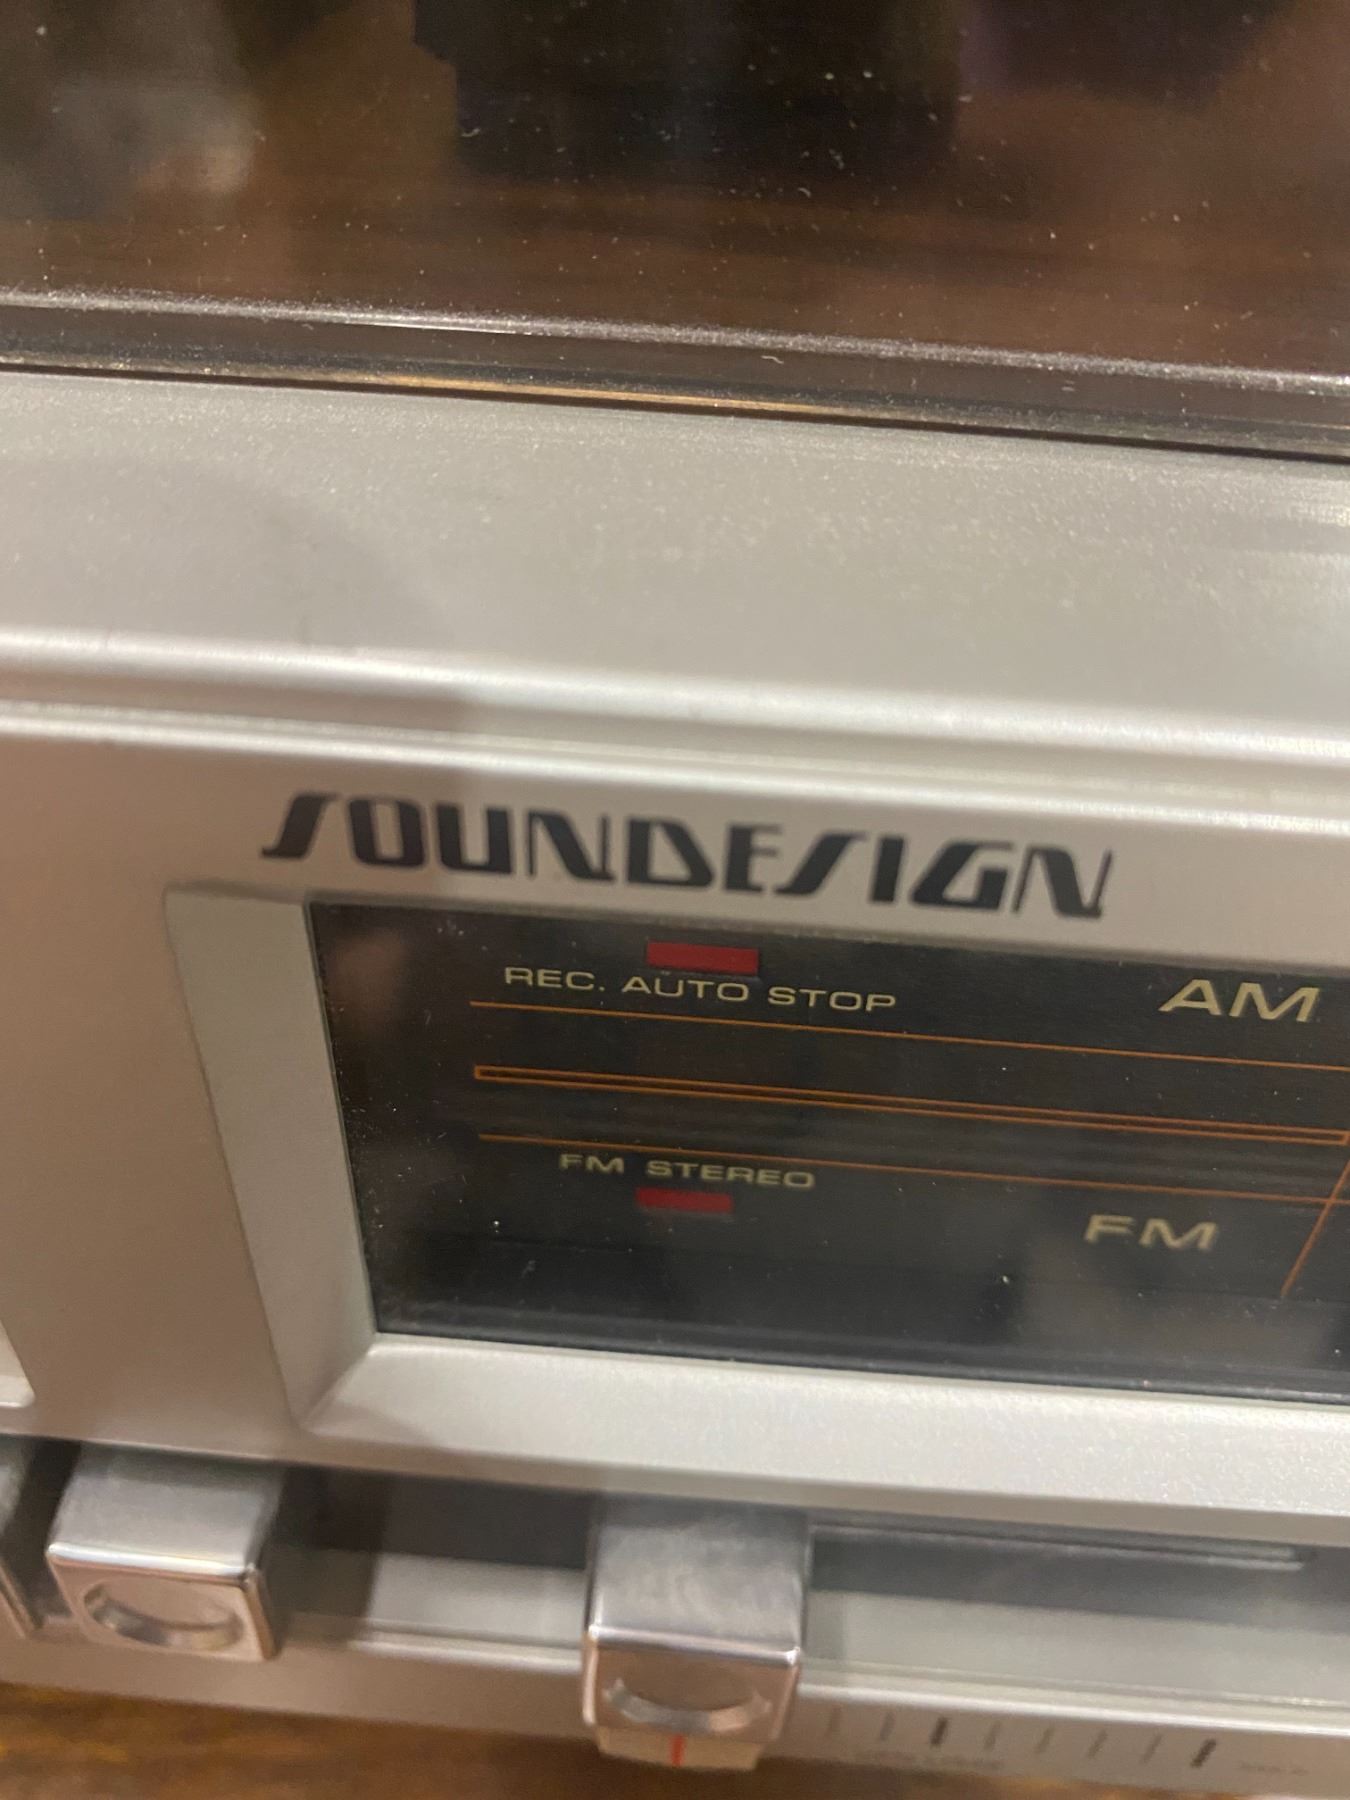 SOUNDESIGN
REC. AUTO STOP
AM
FM STEREO
FM